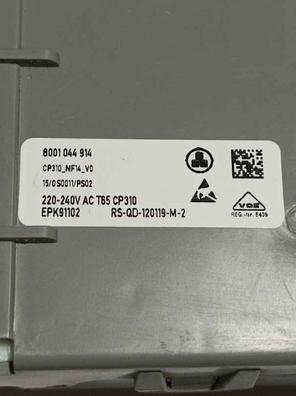 8001 044 914
CP310_NF14_V0
15/0S0011/PS02
220-240V AC T65 CP310
EPK91102 RS-QD-120119-M-2
VDE
REG.-Nr. E409